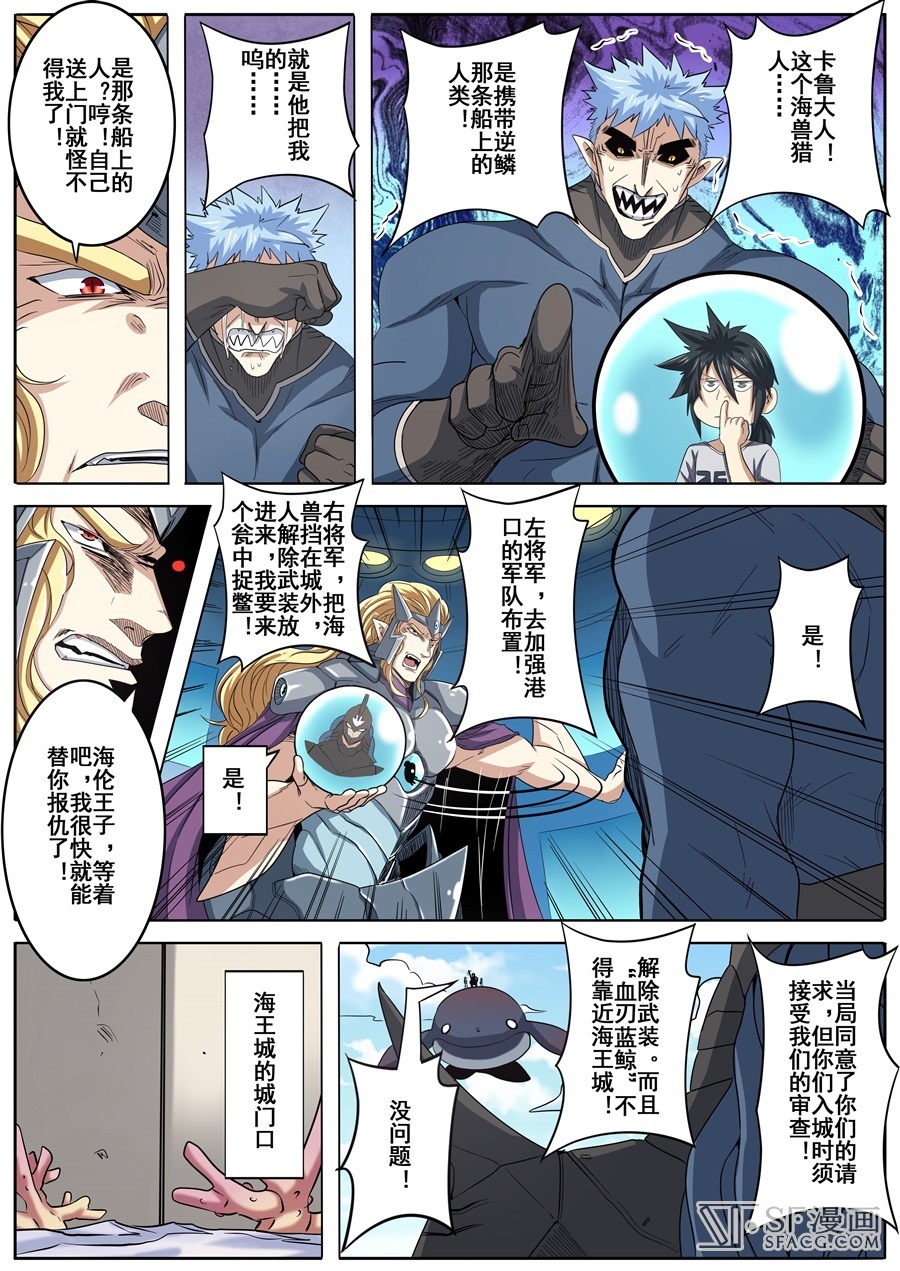 卡鲁大人！
这个海兽猎
人……
是携带逆鳞
那条船上的
人类！
就是他把我
的……
呜……
是那条船上的
人？哼！自己
送上门就怪不
得我了！
是！
左将军，去加强港
口的军队布置！
右将军，把海
兽挡在城外，
人解除武装放
进来，我要来
个瓮中捉鳖！
是！
海伦王子，等着
吧，我很快就能
替你报仇了！
当局同意了你们的请
求，但你们入城时须
接受我们的审查！
解除武装。而且
“血刃蓝鲸”不
得靠近海王城！
没问题！
海王城的城门口
SF漫画
SFACG.COM